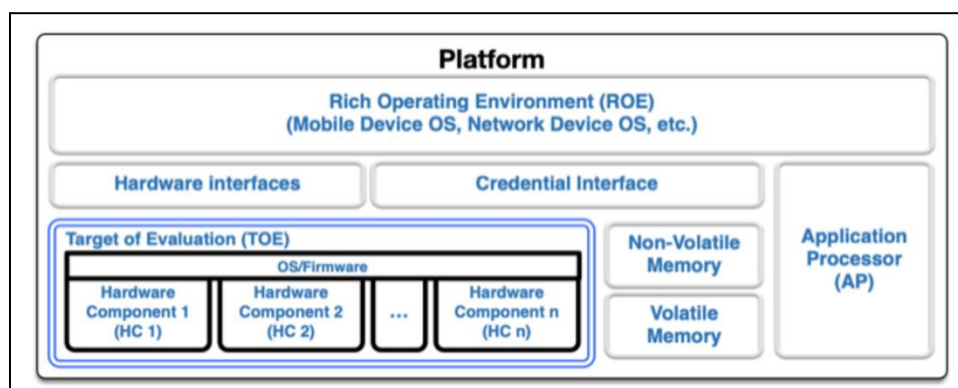 Platform
Rich Operating Environment (ROE)
(Mobile Device OS, Network Device OS, etc.)
Hardware interfaces
Credential Interface
Target of Evaluation (TOE)
OS/Firmware
Hardware
Component 1
(HC 1)
Hardware
Component 2
(HC 2)
...
Hardware
Component n
(HC n)
Non-Volatile
Memory
Volatile
Memory
Application
Processor
(AP)